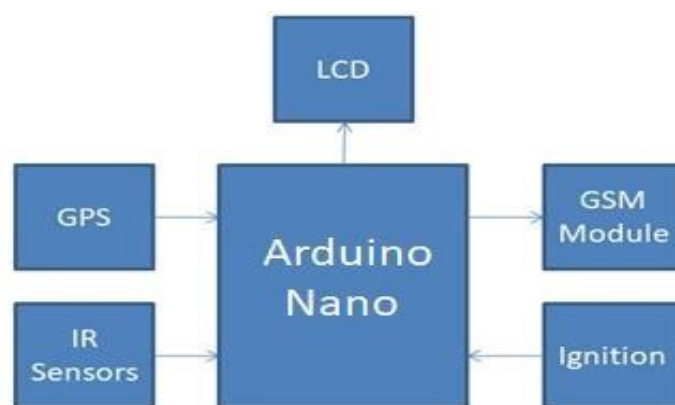 LCD
GPS
Arduino
Nano
GSM
Module
IR
Sensors
Ignition